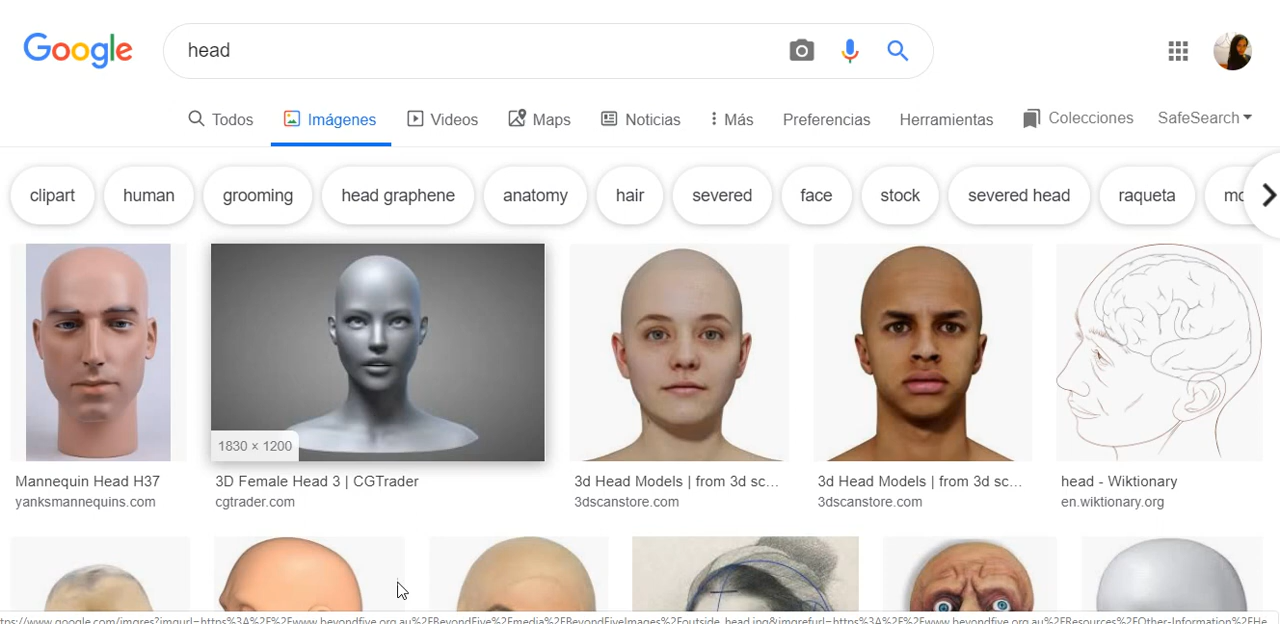 Google
head
Todos Imágenes Videos Maps Noticias Más Preferencias Herramientas Colecciones SafeSearch
clipart human grooming head graphene anatomy hair severed face stock severed head raqueta
1830 × 1200
Mannequin Head H37 3D Female Head 3 | CGTrader 3d Head Models | from 3d sc... 3d Head Models | from 3d sc... head - Wiktionary
yanksmannequins.com cgtrader.com 3dscanstore.com 3dscanstore.com en.wiktionary.org